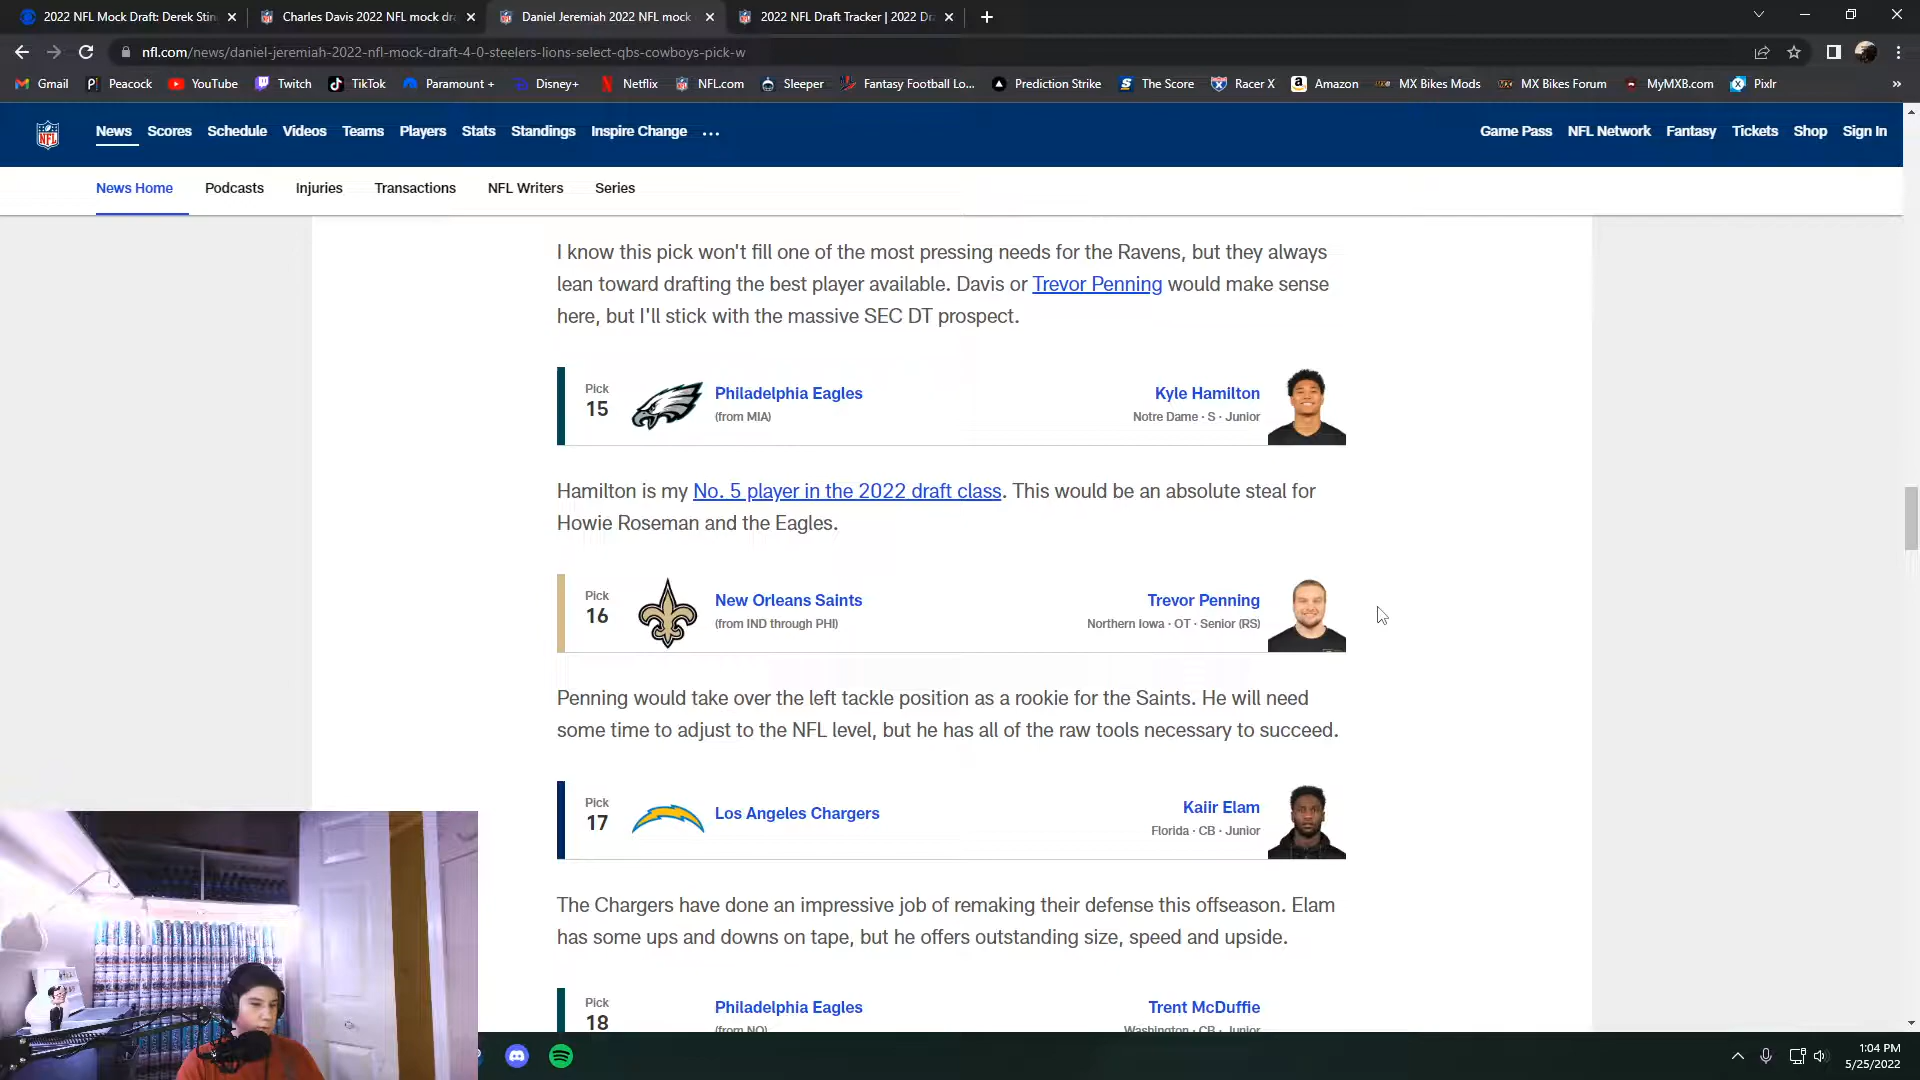 2022 NFL Mock Draft: Derek Stin
Charles Davis 2022 NFL mock dra
Daniel Jeremiah 2022 NFL mock
2022 NFL Draft Tracker | 2022 Dr
nfl.com/news/daniel-jeremiah-2022-nfl-mock-draft-4-0-steelers-lions-select-qbs-cowboys-pick-w
Gmail Peacock YouTube Twitch TikTok Paramount + Disney+ Netflix NFL.com Sleeper Fantasy Football Lo... Prediction Strike The Score Racer X Amazon MX Bikes Mods MX Bikes Forum MyMXB.com Pixlr »
NFL News Scores Schedule Videos Teams Players Stats Standings Inspire Change ... Game Pass NFL Network Fantasy Tickets Shop Sign In
News Home Podcasts Injuries Transactions NFL Writers Series
I know this pick won't fill one of the most pressing needs for the Ravens, but they always
lean toward drafting the best player available. Davis or Trevor Penning would make sense
here, but I'll stick with the massive SEC DT prospect.
Pick
15
Philadelphia Eagles
(from MIA)
Kyle Hamilton
Notre Dame · S · Junior
Hamilton is my No. 5 player in the 2022 draft class. This would be an absolute steal for
Howie Roseman and the Eagles.
Pick
16
New Orleans Saints
(from IND through PHI)
Trevor Penning
Northern Iowa · OT · Senior (RS)
Penning would take over the left tackle position as a rookie for the Saints. He will need
some time to adjust to the NFL level, but he has all of the raw tools necessary to succeed.
Pick
17
Los Angeles Chargers
Kaiir Elam
Florida · CB · Junior
The Chargers have done an impressive job of remaking their defense this offseason. Elam
has some ups and downs on tape, but he offers outstanding size, speed and upside.
Pick
18
Philadelphia Eagles
(from NO)
Trent McDuffie
Washington · CB · Junior
1:04 PM
5/25/2022